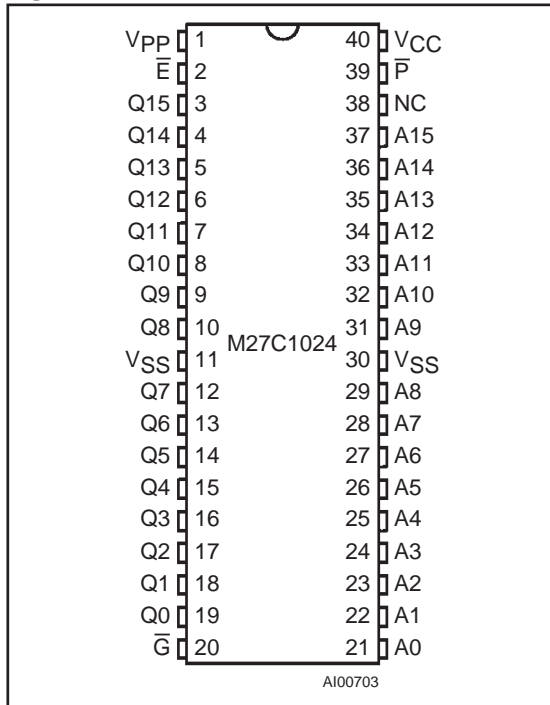 VPP 1 40 VCC
E̅ 2 39 P̅
Q15 3 38 NC
Q14 4 37 A15
Q13 5 36 A14
Q12 6 35 A13
Q11 7 34 A12
Q10 8 33 A11
Q9 9 32 A10
Q8 10 31 A9
M27C1024
VSS 11 30 VSS
Q7 12 29 A8
Q6 13 28 A7
Q5 14 27 A6
Q4 15 26 A5
Q3 16 25 A4
Q2 17 24 A3
Q1 18 23 A2
Q0 19 22 A1
G̅ 20 21 A0
AI00703